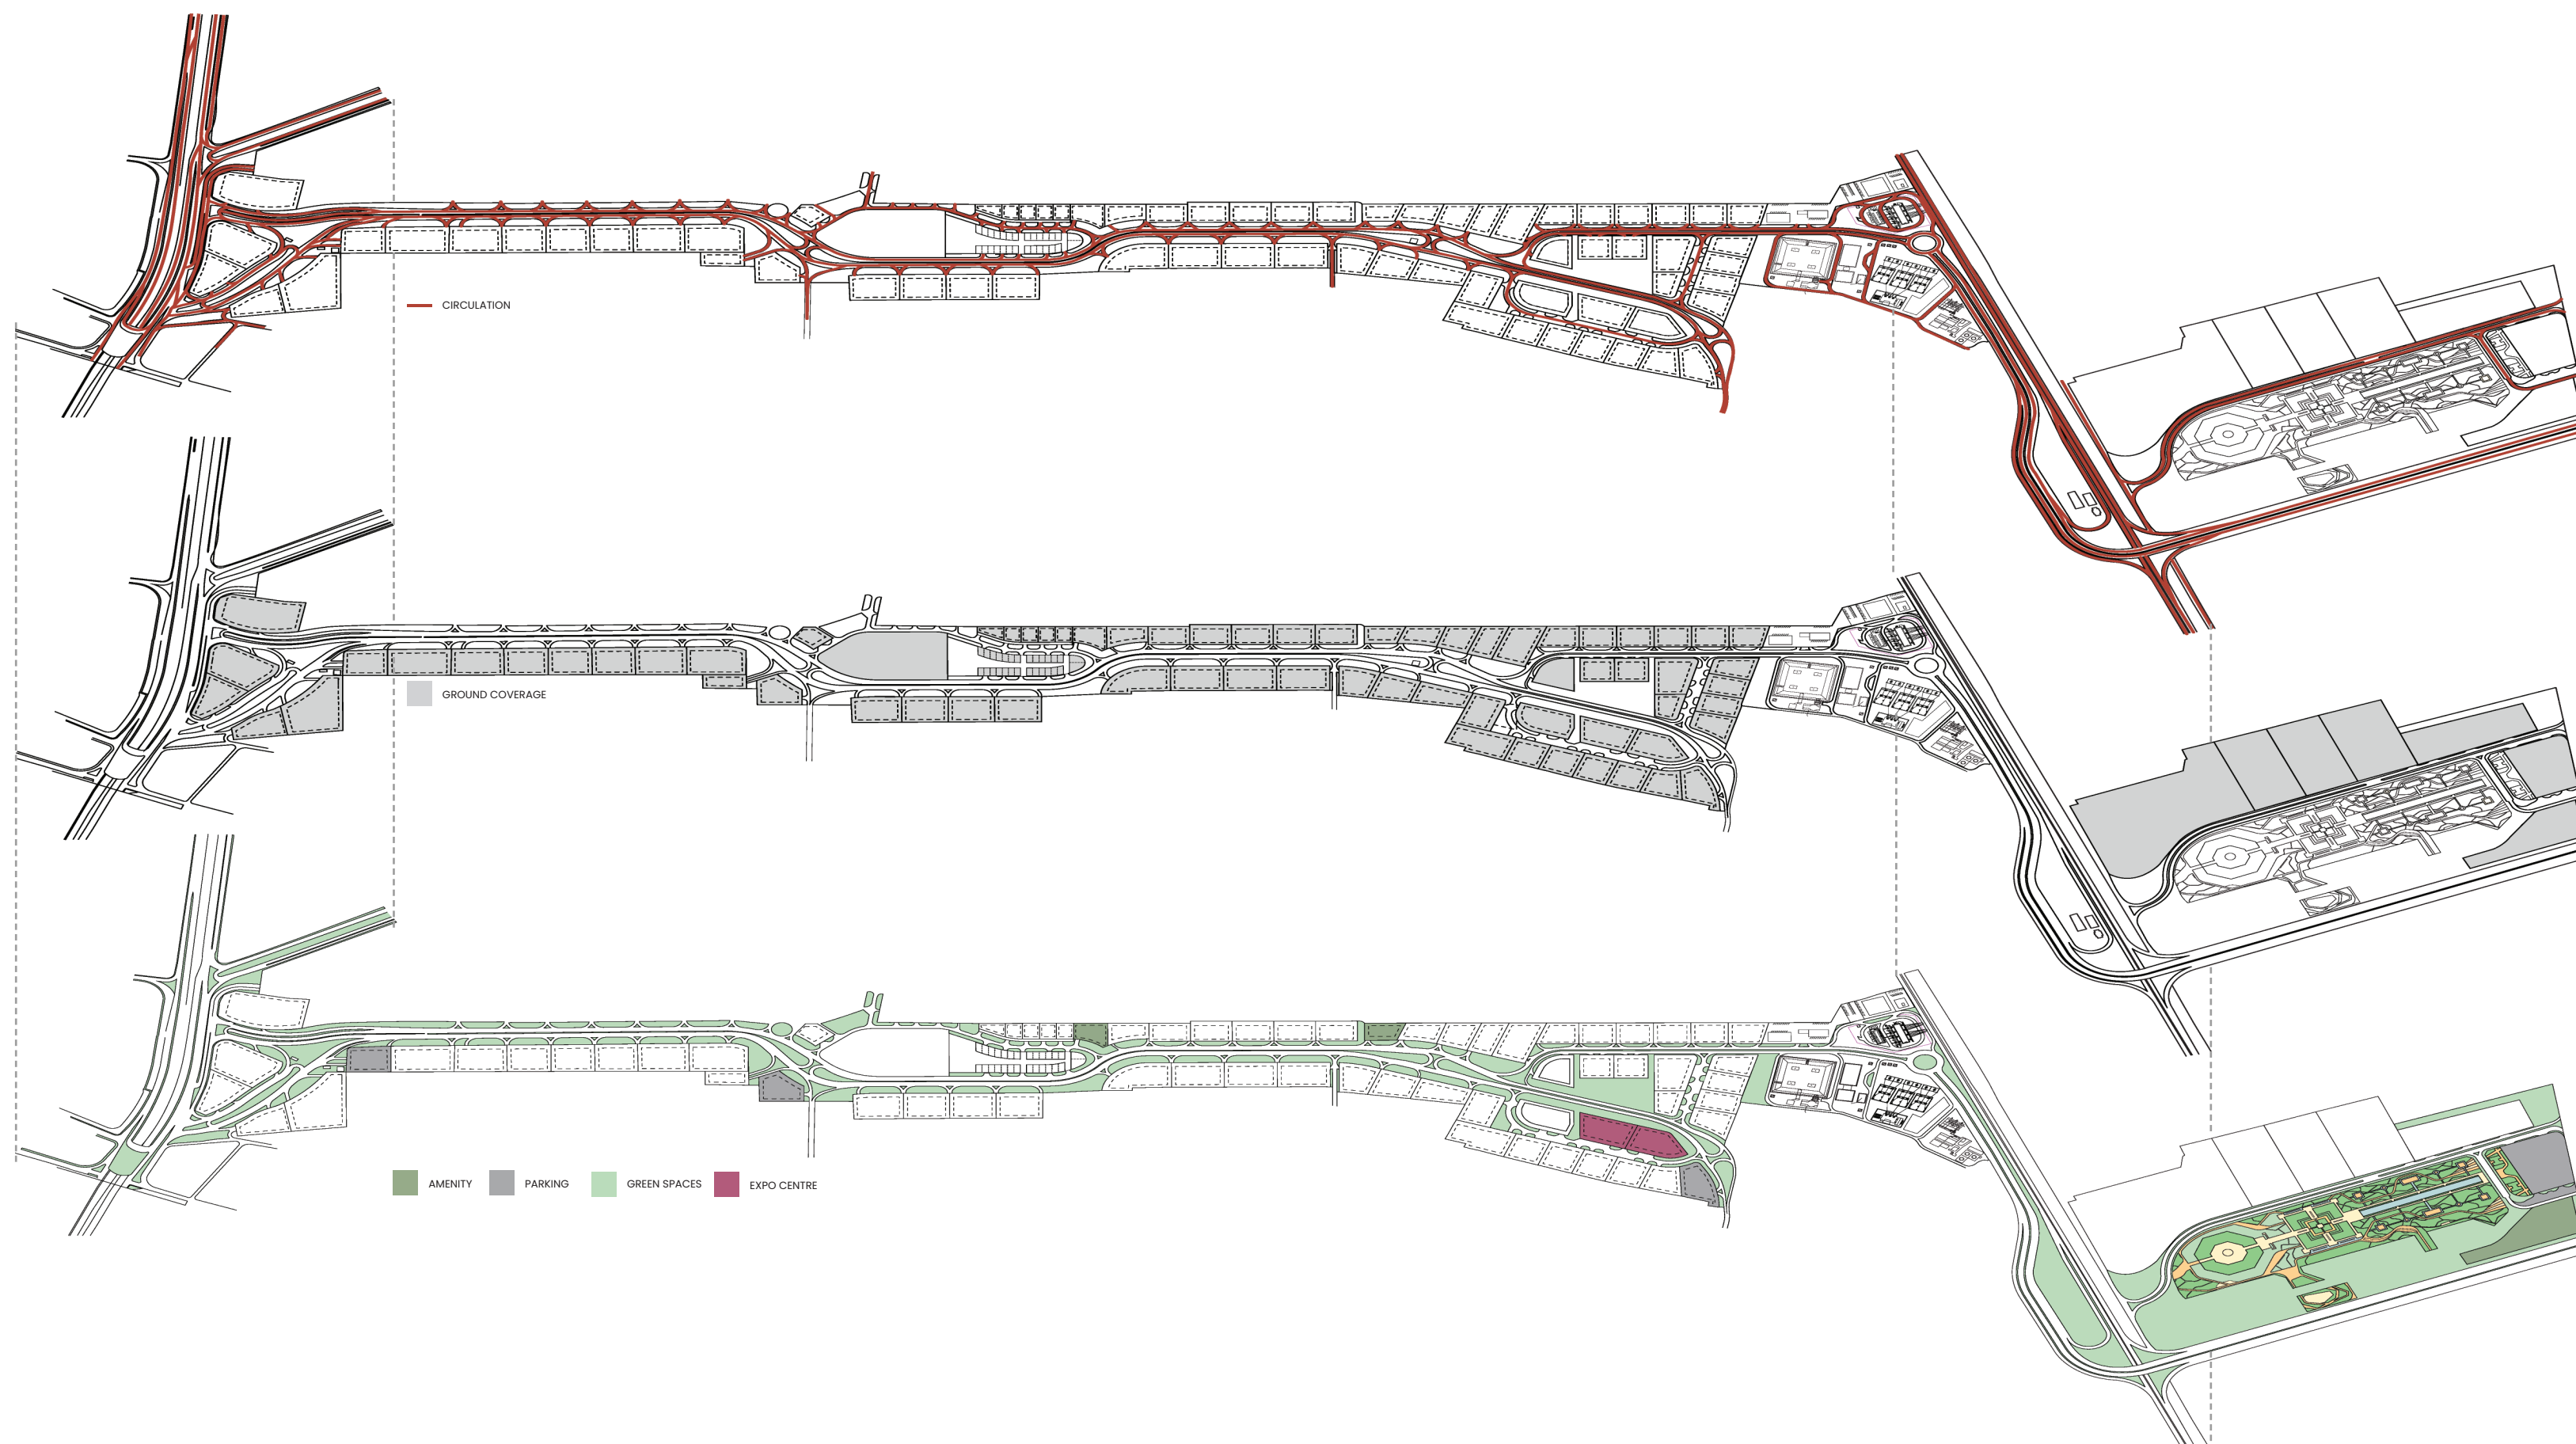 CIRCULATION
GROUND COVERAGE
AMENITY
PARKING
GREEN SPACES
EXPO CENTRE